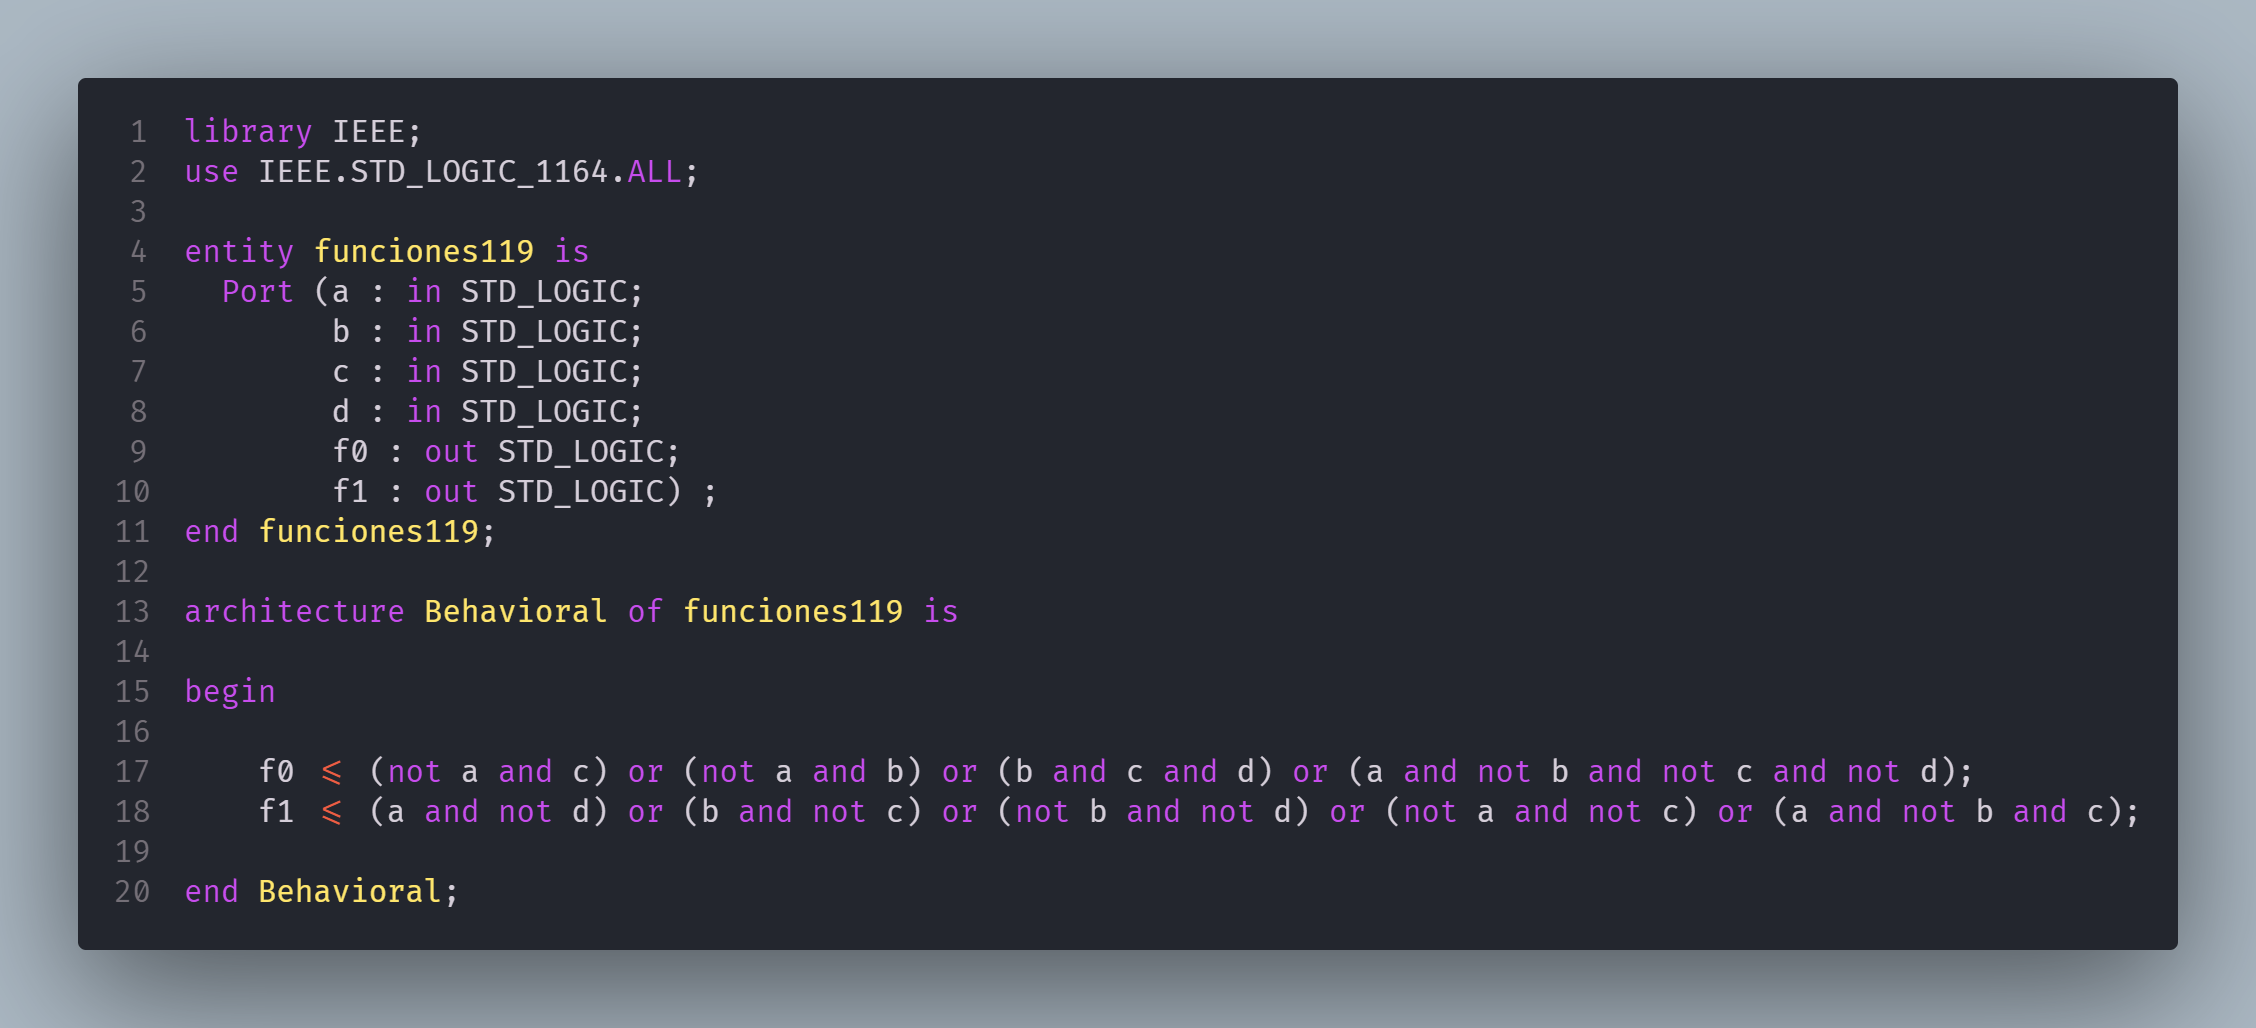 1 library IEEE;
2 use IEEE.STD_LOGIC_1164.ALL;
3
4 entity funciones119 is
5   Port (a : in STD_LOGIC;
6         b : in STD_LOGIC;
7         c : in STD_LOGIC;
8         d : in STD_LOGIC;
9         f0 : out STD_LOGIC;
10         f1 : out STD_LOGIC) ;
11 end funciones119;
12
13 architecture Behavioral of funciones119 is
14
15 begin
16
17     f0 <= (not a and c) or (not a and b) or (b and c and d) or (a and not b and not c and not d);
18     f1 <= (a and not d) or (b and not c) or (not b and not d) or (not a and not c) or (a and not b and c);
19
20 end Behavioral;